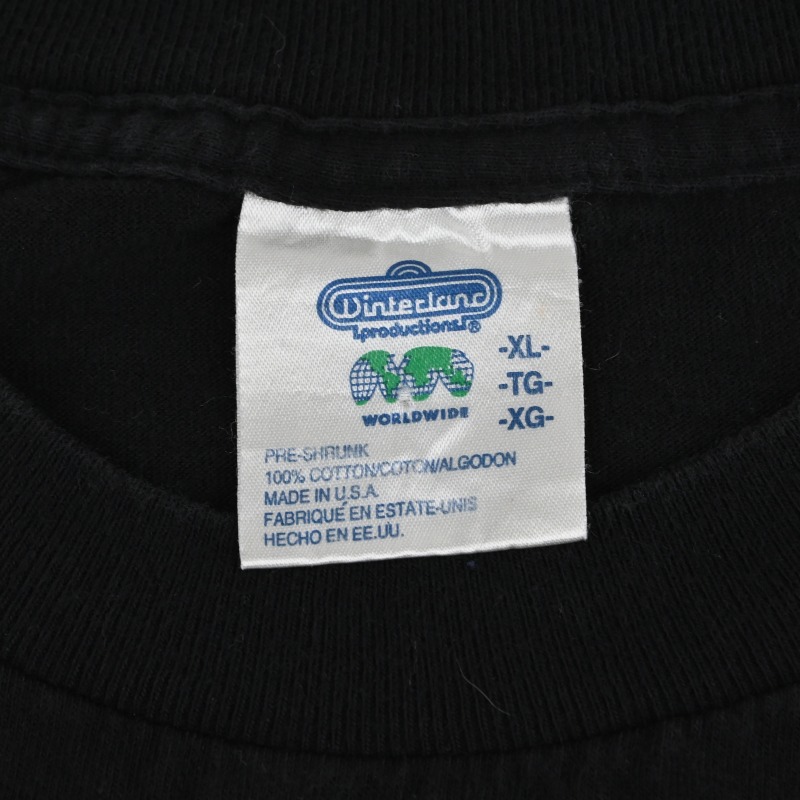 Winterland
productions®
WORLDWIDE
-XL-
-TG-
-XG-
PRE-SHRUNK
100% COTTON/COTON/ALGODON
MADE IN U.S.A.
FABRIQUÉ EN ESTATE-UNIS
HECHO EN EE.UU.